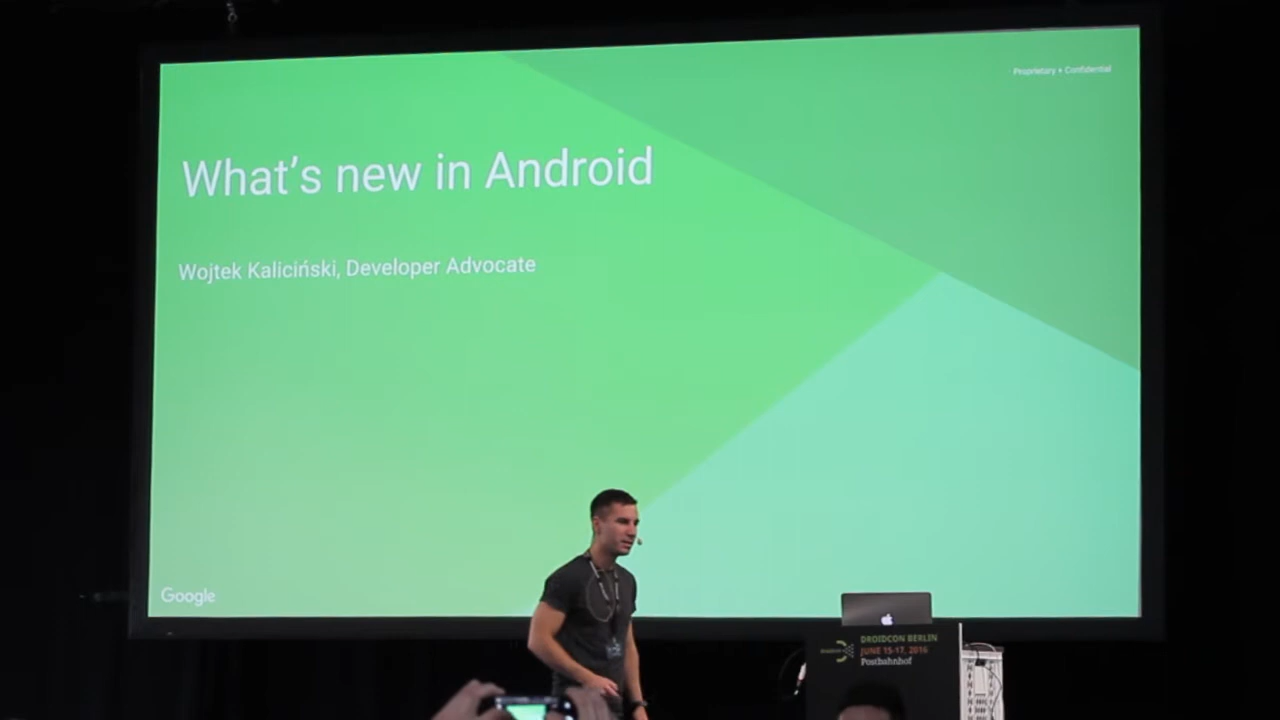 Proprietary + Confidential
What's new in Android
Wojtek Kaliciński, Developer Advocate
Google
DROIDCON BERLIN
JUNE 15-17, 2016
Postbahnhof